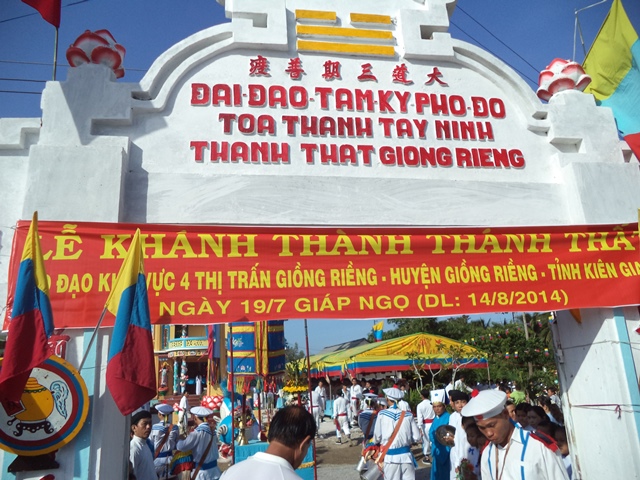 渡普期三道大
ĐAI·ĐAO·TAM·KY·PHO·ĐO
TOA THANH TAY NINH
THANH THAT GIONG RIENG
LỄ KHÁNH THÀNH THÁNH THẤT
ĐẠO KHU VỰC 4 THỊ TRẤN GIỒNG RIỀNG - HUYỆN GIỒNG RIỀNG - TỈNH KIÊN GIANG
NGÀY 19/7 GIÁP NGỌ (DL: 14/8/2014)